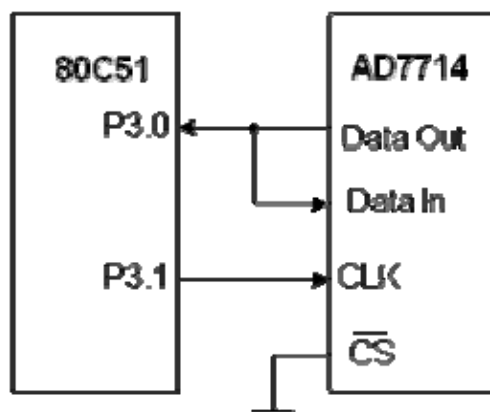 80C51
AD7714
P3.0
Data Out
Data In
P3.1
CLK
CS